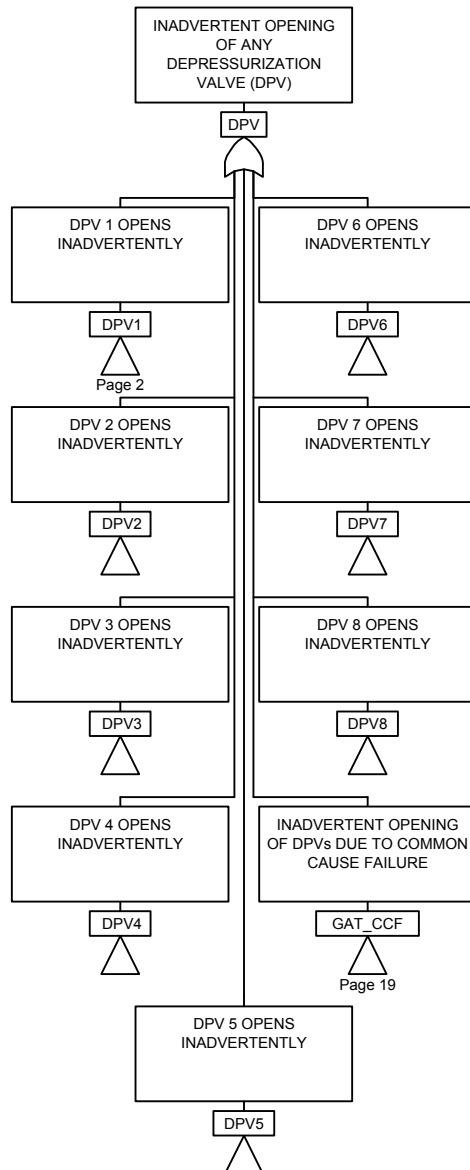 INADVERTENT OPENING
OF ANY
DEPRESSURIZATION
VALVE (DPV)
DPV
DPV 1 OPENS
INADVERTENTLY
DPV1
Page 2
DPV 6 OPENS
INADVERTENTLY
DPV6
DPV 2 OPENS
INADVERTENTLY
DPV2
DPV 7 OPENS
INADVERTENTLY
DPV7
DPV 3 OPENS
INADVERTENTLY
DPV3
DPV 8 OPENS
INADVERTENTLY
DPV8
DPV 4 OPENS
INADVERTENTLY
DPV4
INADVERTENT OPENING
OF DPVs DUE TO COMMON
CAUSE FAILURE
GAT_CCF
Page 19
DPV 5 OPENS
INADVERTENTLY
DPV5